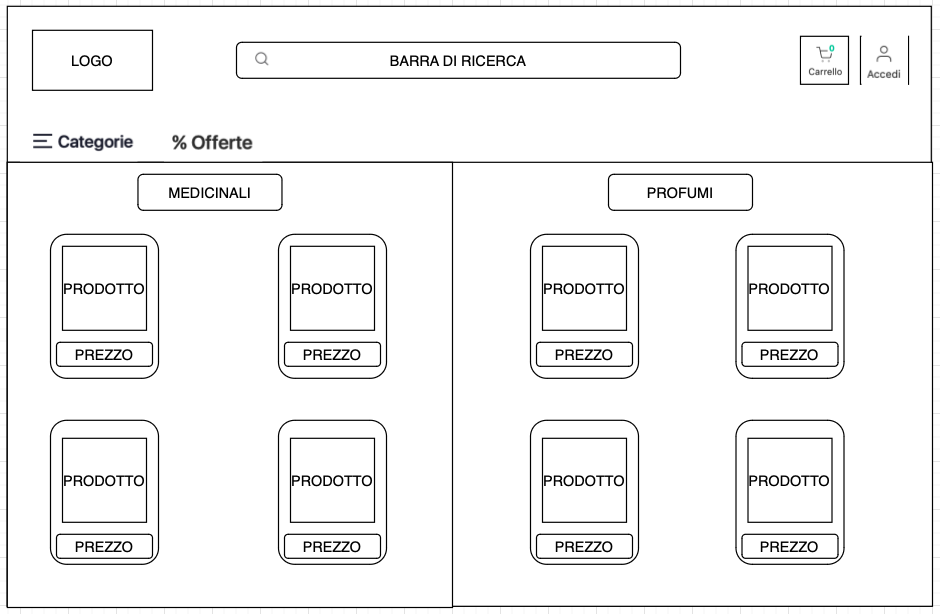 LOGO
BARRA DI RICERCA
0
Carrello
Accedi
Categorie
% Offerte
MEDICINALI
PROFUMI
PRODOTTO
PRODOTTO
PRODOTTO
PRODOTTO
PREZZO
PREZZO
PREZZO
PREZZO
PRODOTTO
PRODOTTO
PRODOTTO
PRODOTTO
PREZZO
PREZZO
PREZZO
PREZZO